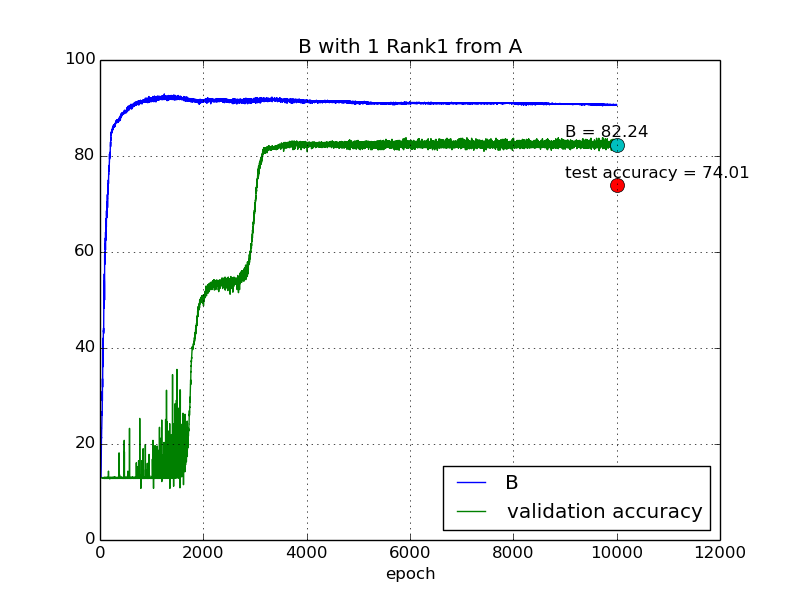 B with 1 Rank1 from A
100
80
60
40
20
0
B = 82.24
test accuracy = 74.01
B
validation accuracy
0 2000 4000 6000 8000 10000 12000
epoch